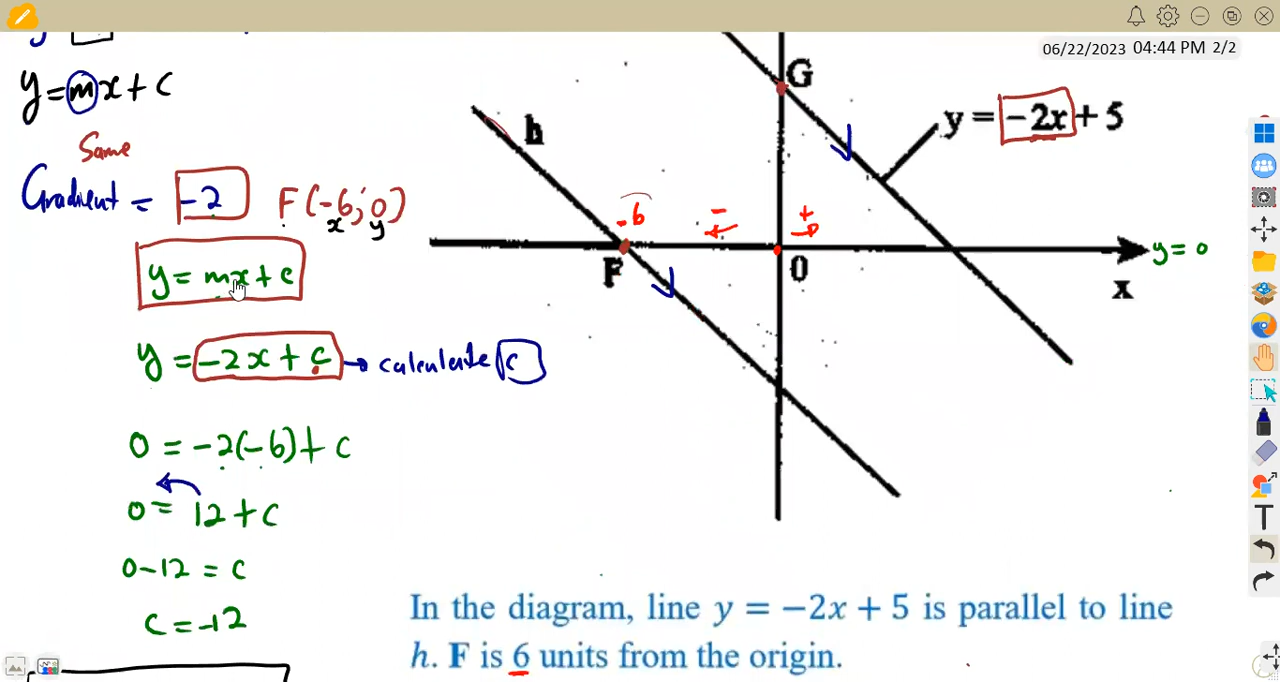 06/22/2023 04:44 PM 2/2
y = mx + c
Same
Gradient = -2
F(-6; 0)
x y
y = mx + c
y = -2x + c → calculate c
0 = -2(-6) + c
0 = 12 + c
0 - 12 = c
c = -12
G
y = -2x + 5
h
-6
- +
F
0
x
y = 0
In the diagram, line y = −2x + 5 is parallel to line
h. F is 6 units from the origin.
T